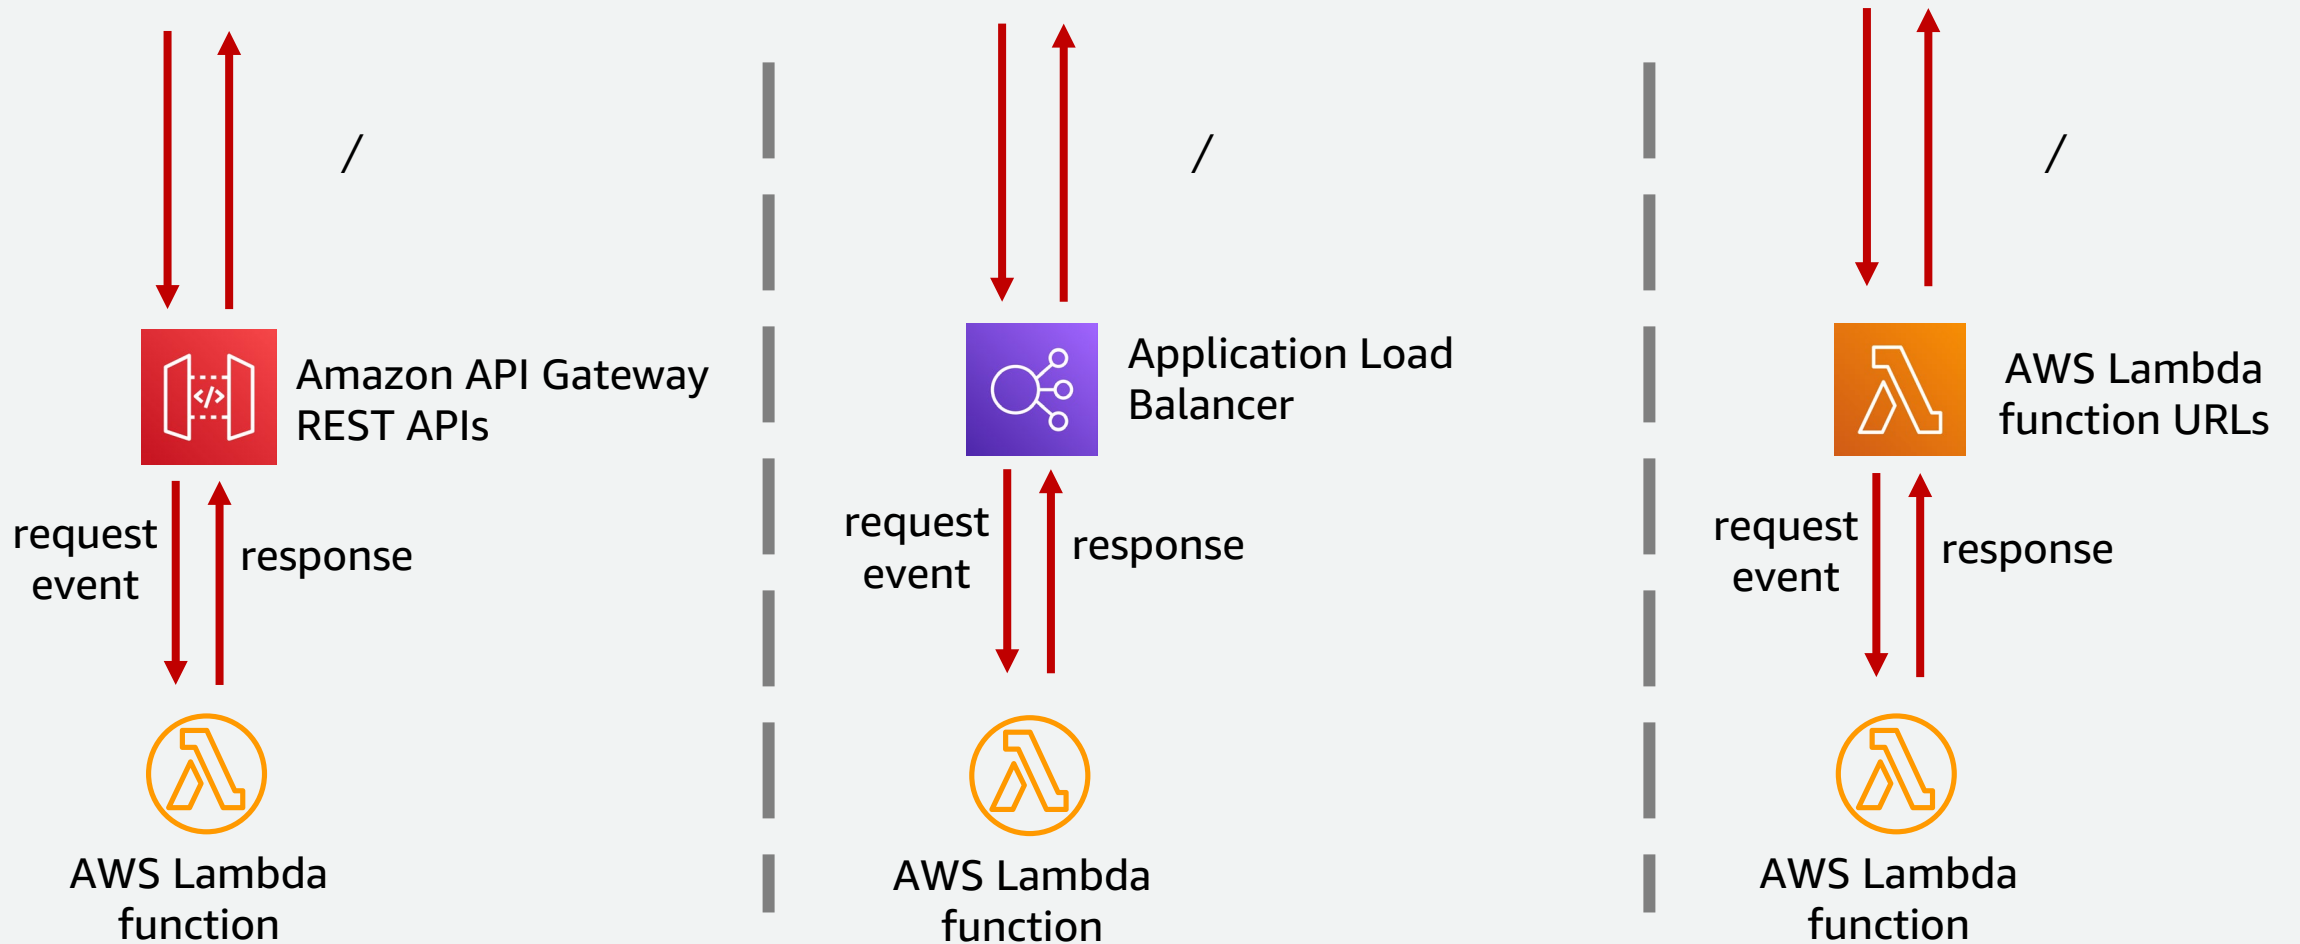 /
Amazon API Gateway
REST APIs
request
event
response
AWS Lambda
function
/
Application Load
Balancer
request
event
response
AWS Lambda
function
/
AWS Lambda
function URLs
request
event
response
AWS Lambda
function